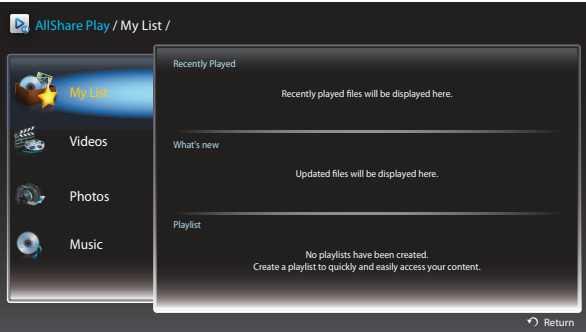 AllShare Play / My List /
My List
Videos
Photos
Music
Recently Played
Recently played files will be displayed here.
What's new
Updated files will be displayed here.
Playlist
No playlists have been created.
Create a playlist to quickly and easily access your content.
Return